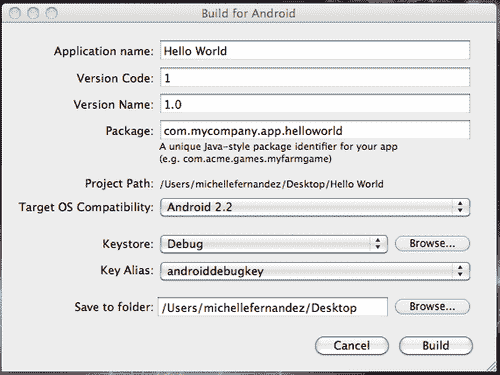 Build for Android
Application name: Hello World
Version Code: 1
Version Name: 1.0
Package: com.mycompany.app.helloworld
A unique Java-style package identifier for your app
(e.g. com.acme.games.myfarmgame)
Project Path: /Users/michellefernandez/Desktop/Hello World
Target OS Compatibility: Android 2.2
Keystore: Debug Browse...
Key Alias: androiddebugkey
Save to folder: /Users/michellefernandez/Desktop Browse...
Cancel Build